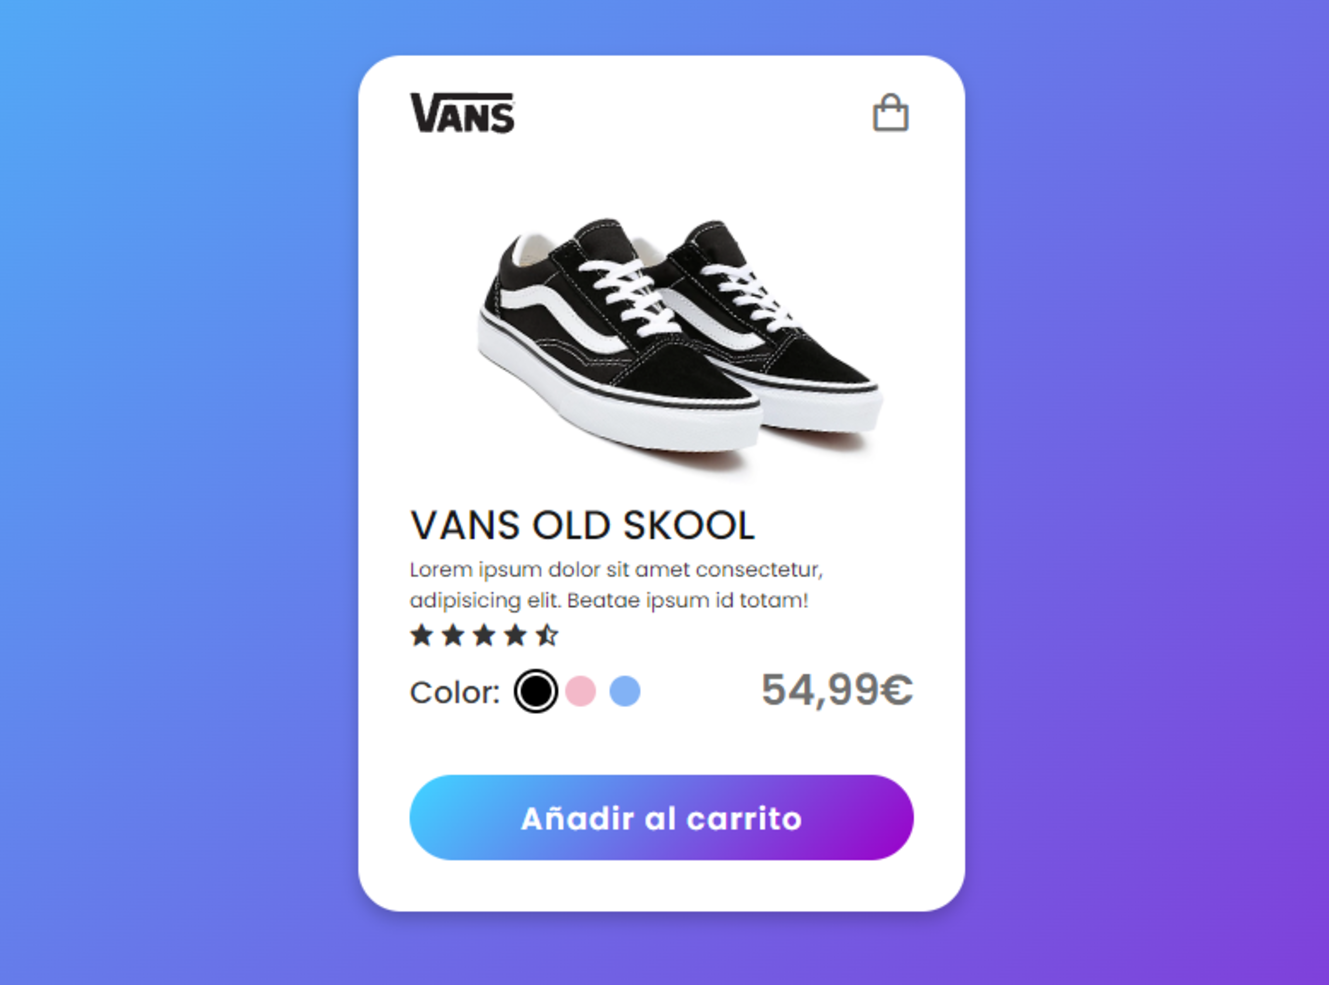 VANS
VANS OLD SKOOL
Lorem ipsum dolor sit amet consectetur,
adipisicing elit. Beatae ipsum id totam!
Color:
54,99€
Añadir al carrito